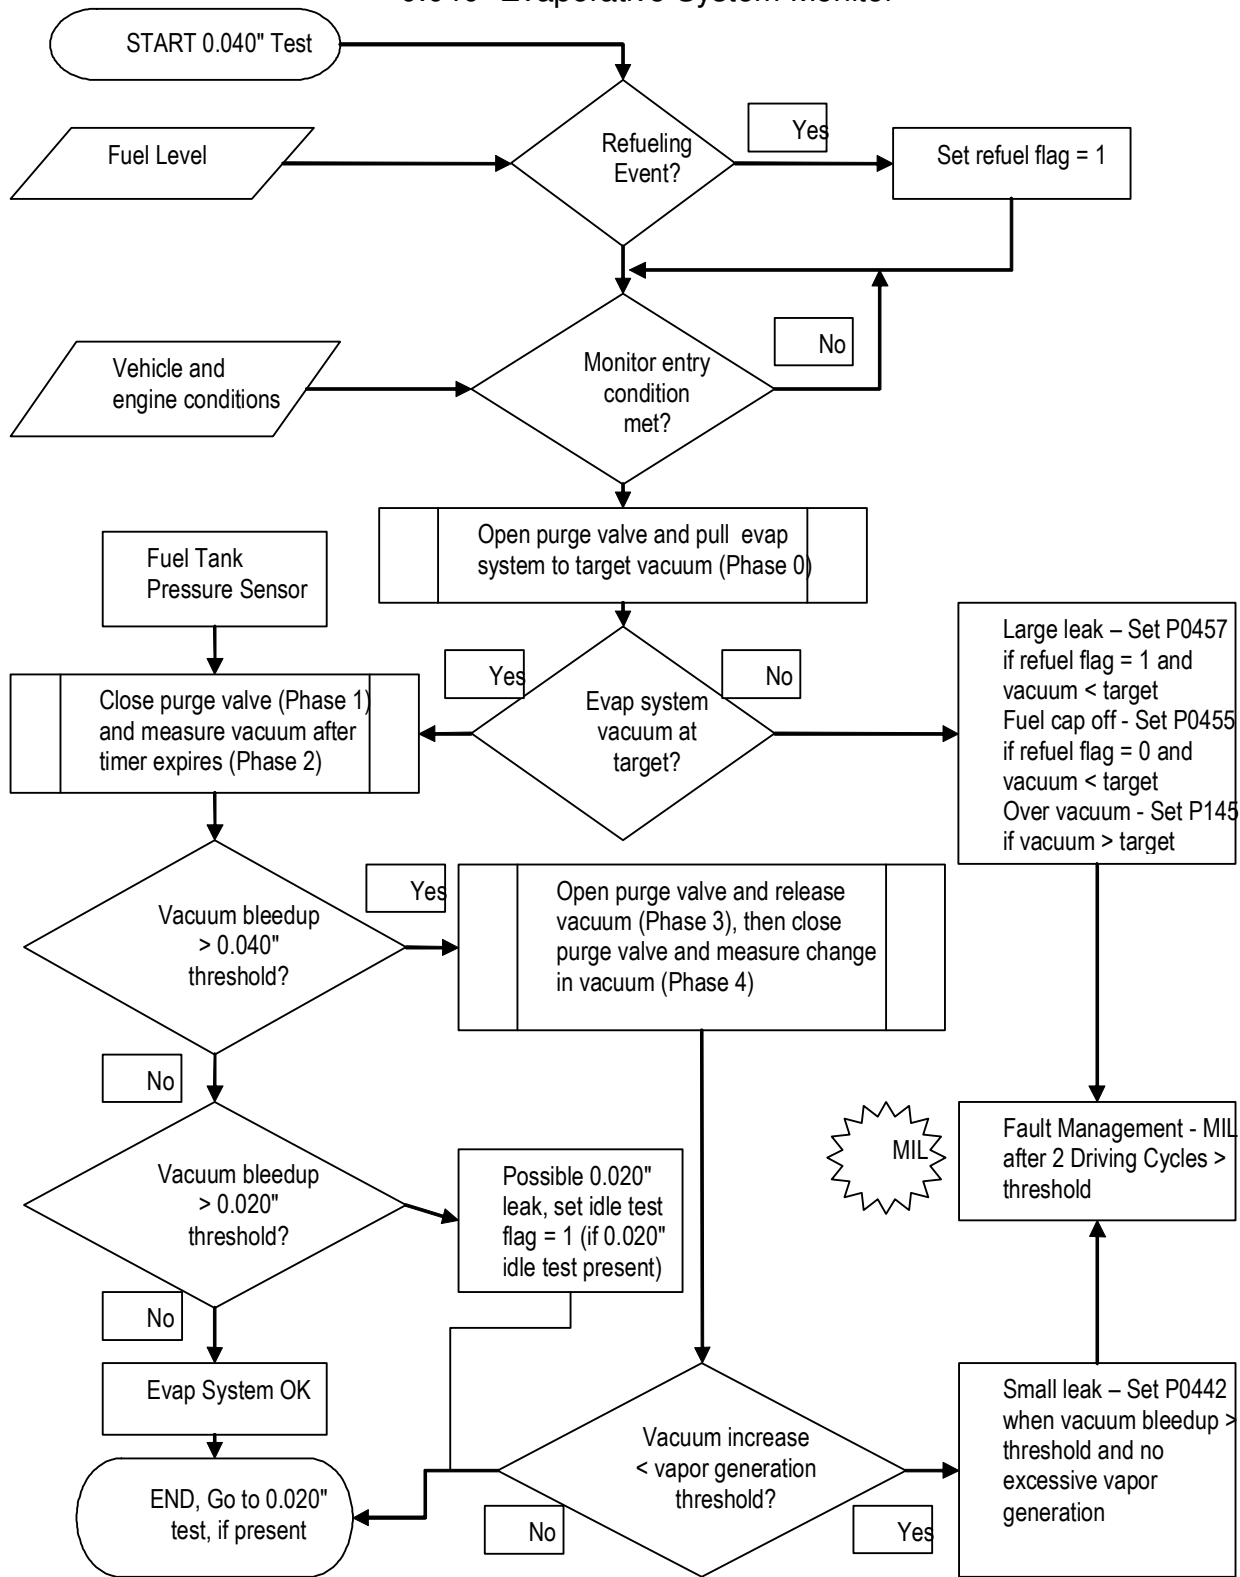 START 0.040" Test
Refueling
Event?
Yes
Fuel Level
Set refuel flag = 1
No
Vehicle and
engine conditions
Monitor entry
condition
met?
Open purge valve and pull evap
system to target vacuum (Phase 0)
Fuel Tank
Pressure Sensor
Yes
No
Evap system
vacuum at
target?
Close purge valve (Phase 1)
and measure vacuum after
timer expires (Phase 2)
Large leak – Set P0457
if refuel flag = 1 and
vacuum < target
Fuel cap off - Set P0455
if refuel flag = 0 and
vacuum < target
Over vacuum - Set P145
if vacuum > target
Yes
Vacuum bleedup
> 0.040"
threshold?
Open purge valve and release
vacuum (Phase 3), then close
purge valve and measure change
in vacuum (Phase 4)
No
Vacuum bleedup
> 0.020"
threshold?
Possible 0.020"
leak, set idle test
flag = 1 (if 0.020"
idle test present)
MIL
Fault Management - MIL
after 2 Driving Cycles >
threshold
No
Evap System OK
Vacuum increase
< vapor generation
threshold?
Small leak – Set P0442
when vacuum bleedup >
threshold and no
excessive vapor
generation
END, Go to 0.020"
test, if present
No
Yes